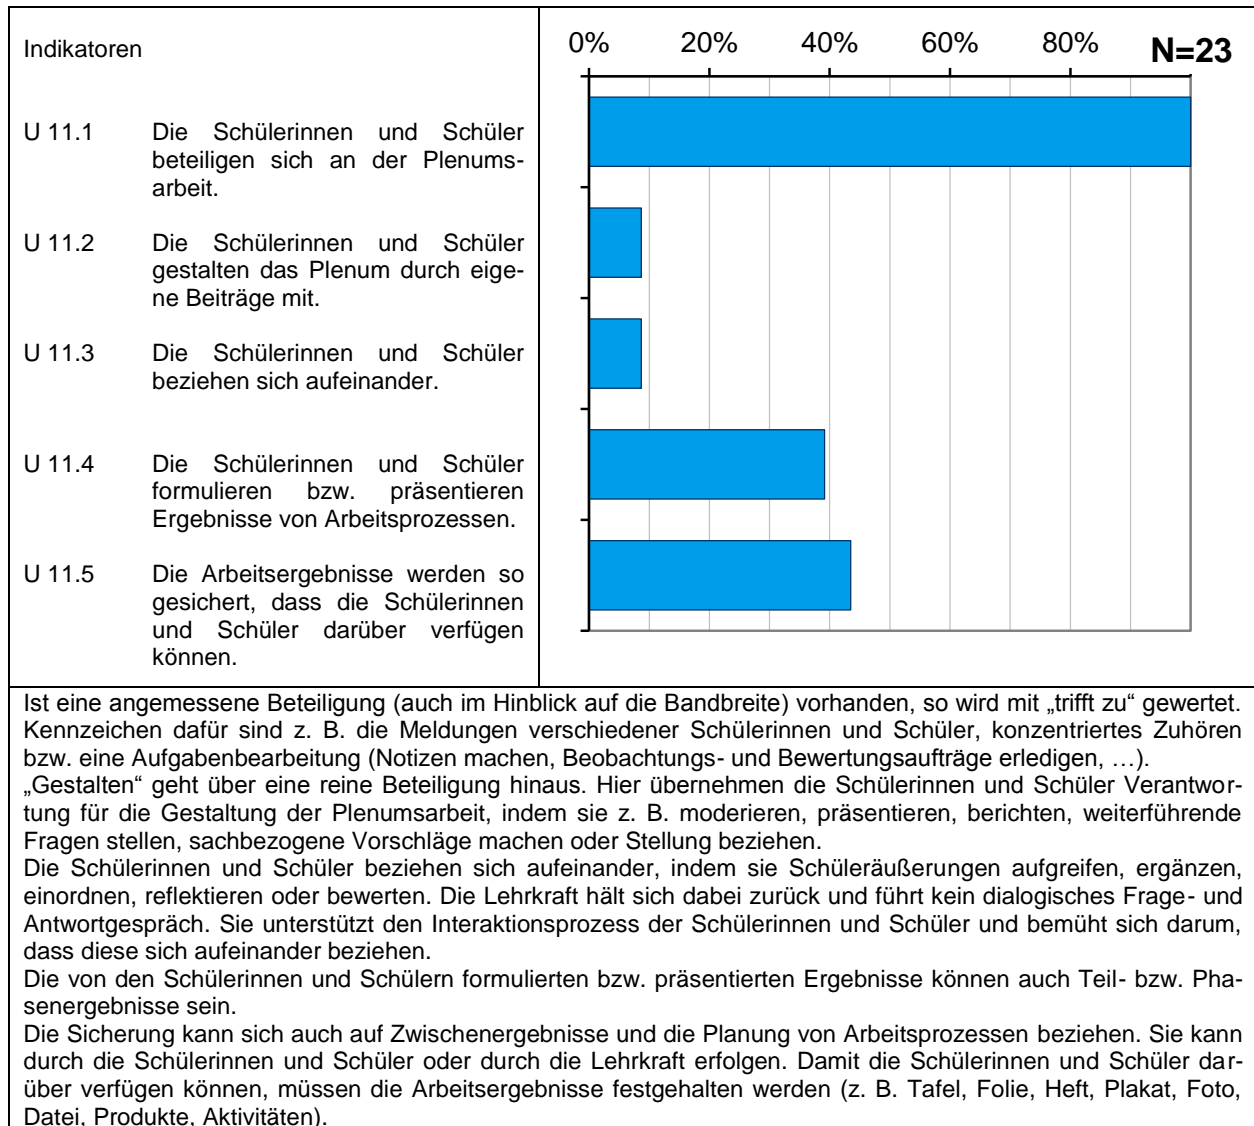 Indikatoren
0% 20% 40% 60% 80% N=23
U 11.1 Die Schülerinnen und Schüler
beteiligen sich an der Plenums-
arbeit.
U 11.2 Die Schülerinnen und Schüler
gestalten das Plenum durch eige-
ne Beiträge mit.
U 11.3 Die Schülerinnen und Schüler
beziehen sich aufeinander.
U 11.4 Die Schülerinnen und Schüler
formulieren bzw. präsentieren
Ergebnisse von Arbeitsprozessen.
U 11.5 Die Arbeitsergebnisse werden so
gesichert, dass die Schülerinnen
und Schüler darüber verfügen
können.
Ist eine angemessene Beteiligung (auch im Hinblick auf die Bandbreite) vorhanden, so wird mit „trifft zu“ gewertet.
Kennzeichen dafür sind z. B. die Meldungen verschiedener Schülerinnen und Schüler, konzentriertes Zuhören
bzw. eine Aufgabenbearbeitung (Notizen machen, Beobachtungs- und Bewertungsaufträge erledigen, …).
„Gestalten“ geht über eine reine Beteiligung hinaus. Hier übernehmen die Schülerinnen und Schüler Verantwor-
tung für die Gestaltung der Plenumsarbeit, indem sie z. B. moderieren, präsentieren, berichten, weiterführende
Fragen stellen, sachbezogene Vorschläge machen oder Stellung beziehen.
Die Schülerinnen und Schüler beziehen sich aufeinander, indem sie Schüleräußerungen aufgreifen, ergänzen,
einordnen, reflektieren oder bewerten. Die Lehrkraft hält sich dabei zurück und führt kein dialogisches Frage- und
Antwortgespräch. Sie unterstützt den Interaktionsprozess der Schülerinnen und Schüler und bemüht sich darum,
dass diese sich aufeinander beziehen.
Die von den Schülerinnen und Schülern formulierten bzw. präsentierten Ergebnisse können auch Teil- bzw. Pha-
senergebnisse sein.
Die Sicherung kann sich auch auf Zwischenergebnisse und die Planung von Arbeitsprozessen beziehen. Sie kann
durch die Schülerinnen und Schüler oder durch die Lehrkraft erfolgen. Damit die Schülerinnen und Schüler dar-
über verfügen können, müssen die Arbeitsergebnisse festgehalten werden (z. B. Tafel, Folie, Heft, Plakat, Foto,
Datei, Produkte, Aktivitäten).